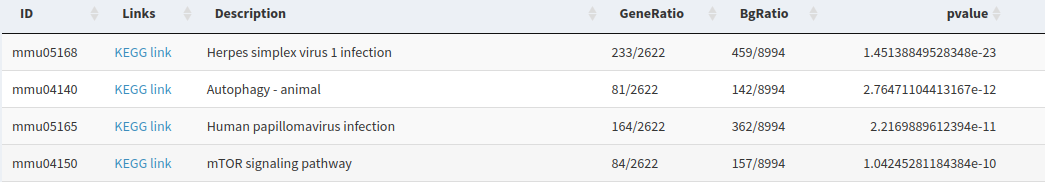 ID Links Description GeneRatio BgRatio pvalue
mmu05168 KEGG link Herpes simplex virus 1 infection 233/2622 459/8994 1.45138849528348e-23
mmu04140 KEGG link Autophagy - animal 81/2622 142/8994 2.76471104413167e-12
mmu05165 KEGG link Human papillomavirus infection 164/2622 362/8994 2.2169889612394e-11
mmu04150 KEGG link mTOR signaling pathway 84/2622 157/8994 1.04245281184384e-10